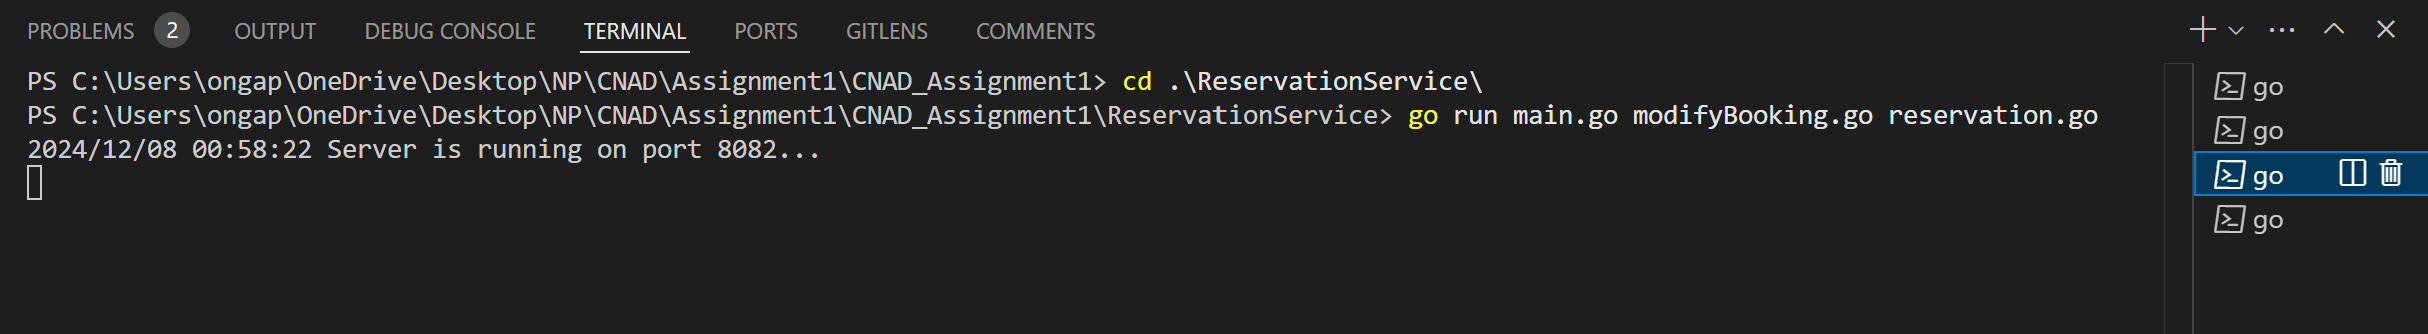 PROBLEMS 2 OUTPUT DEBUG CONSOLE TERMINAL PORTS GITLENS COMMENTS
PS C:\Users\ongap\OneDrive\Desktop\NP\CNAD\Assignment1\CNAD_Assignment1> cd .\ReservationService\
PS C:\Users\ongap\OneDrive\Desktop\NP\CNAD\Assignment1\CNAD_Assignment1\ReservationService> go run main.go modifyBooking.go reservation.go
2024/12/08 00:58:22 Server is running on port 8082...
go
go
go
go